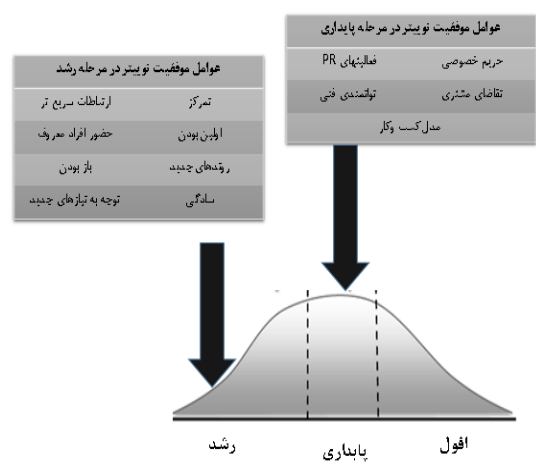 عوامل موفقیت توییتر در مرحله پایداری
حریم خصوصی فعالیتهای PR
تقاضای مشتری توانمندی فنی
مدل کسب وکار
عوامل موفقیت توییتر در مرحله رشد
تمرکز ارتباطات سریع تر
اولین بودن حضور افراد معروف
روندهای جدید باز بودن
سادگی توجه به نیازهای جدید
رشد پایداری افول